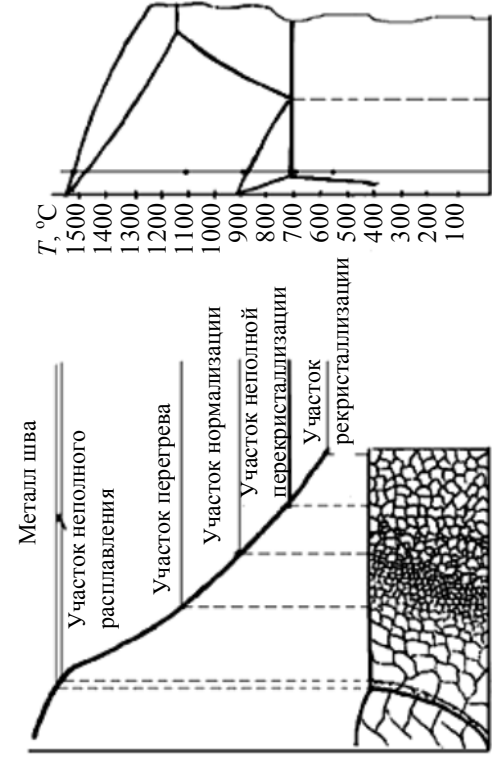 Металл шва
Участок неполного
расплавления
Участок перегрева
Участок нормализации
Участок неполной
перекристаллизации
Участок
рекристаллизации
T, °C
1500
1400
1300
1200
1100
1000
900
800
700
600
500
400
300
200
100